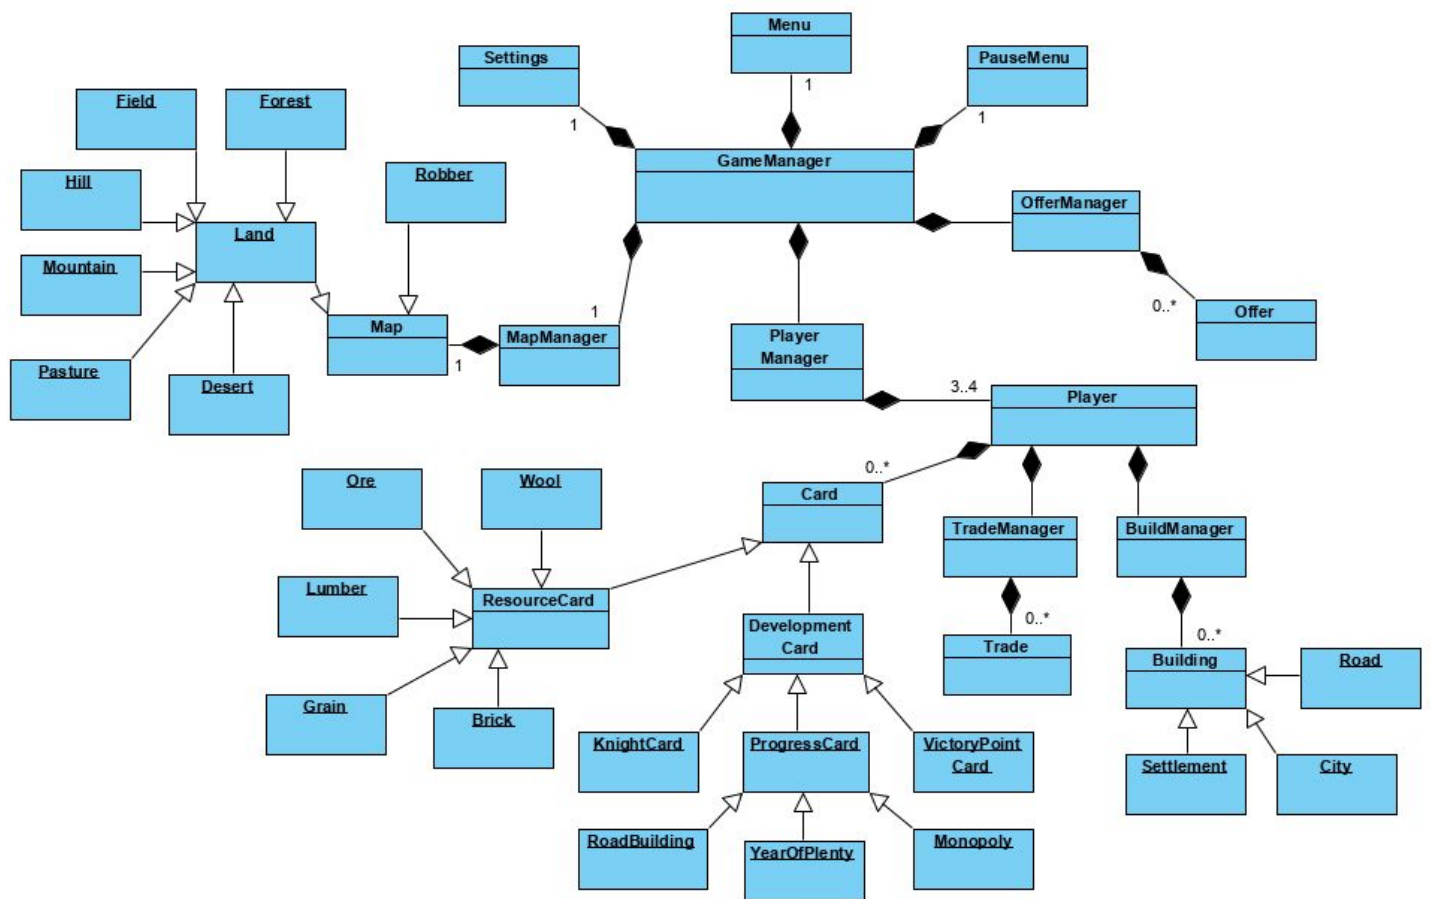 Menu
Settings
PauseMenu
1
1
1
Field
Forest
GameManager
Robber
Hill
OfferManager
Land
Mountain
0..*
Offer
1
Map
MapManager
Player
Manager
1
Pasture
Desert
3..4
Player
0..*
Ore
Wool
Card
TradeManager
BuildManager
Lumber
ResourceCard
Development
Card
0..*
0..*
Trade
Building
Road
Grain
Brick
KnightCard
ProgressCard
VictoryPoint
Card
Settlement
City
RoadBuilding
YearOfPlenty
Monopoly